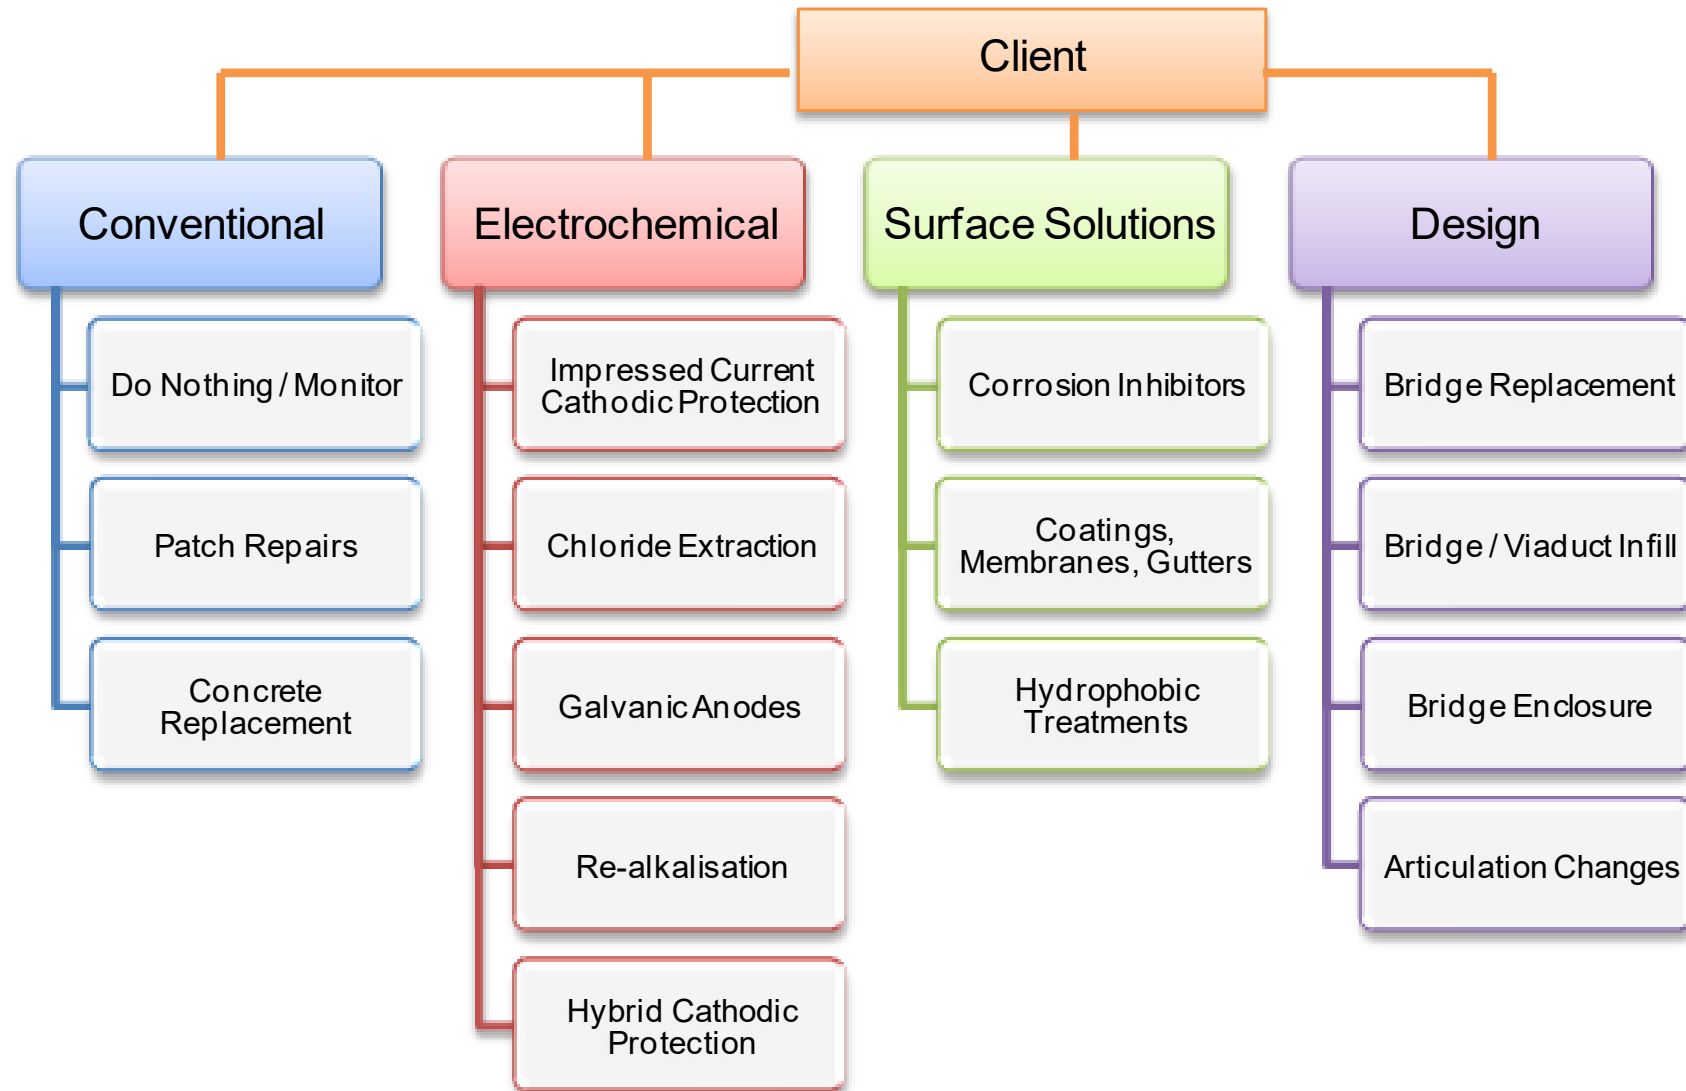 Client
Conventional
Electrochemical
Surface Solutions
Design
Do Nothing / Monitor
Patch Repairs
Concrete
Replacement
Impressed Current
Cathodic Protection
Chloride Extraction
Galvanic Anodes
Re-alkalisation
Hybrid Cathodic
Protection
Corrosion Inhibitors
Coatings,
Membranes, Gutters
Hydrophobic
Treatments
Bridge Replacement
Bridge / Viaduct Infill
Bridge Enclosure
Articulation Changes